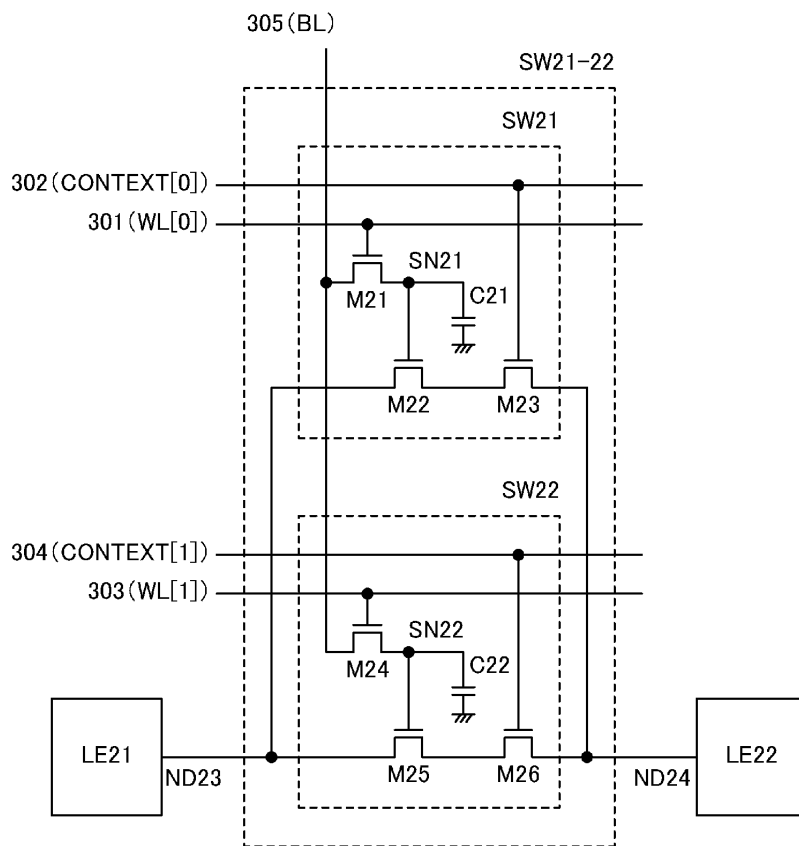 305(BL)
SW21-22
SW21
302(CONTEXT[0])
301(WL[0])
SN21
M21
C21
M22
M23
SW22
304(CONTEXT[1])
303(WL[1])
SN22
M24
C22
LE21
ND23
M25
M26
ND24
LE22